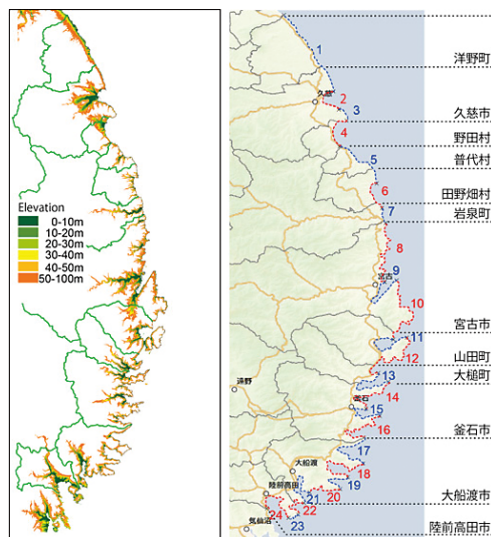 Elevation
0-10m
10-20m
20-30m
30-40m
40-50m
50-100m
1
洋野町
久慈
2
3
久慈市
4
野田村
5
普代村
6
田野畑村
7
岩泉町
8
9
宮古
10
宮古市
11
山田町
12
大槌町
13
14
遠野
釜石
15
16
釜石市
17
大船渡
18
19
陸前高田
20
21
大船渡市
22
24
気仙沼
23
陸前高田市